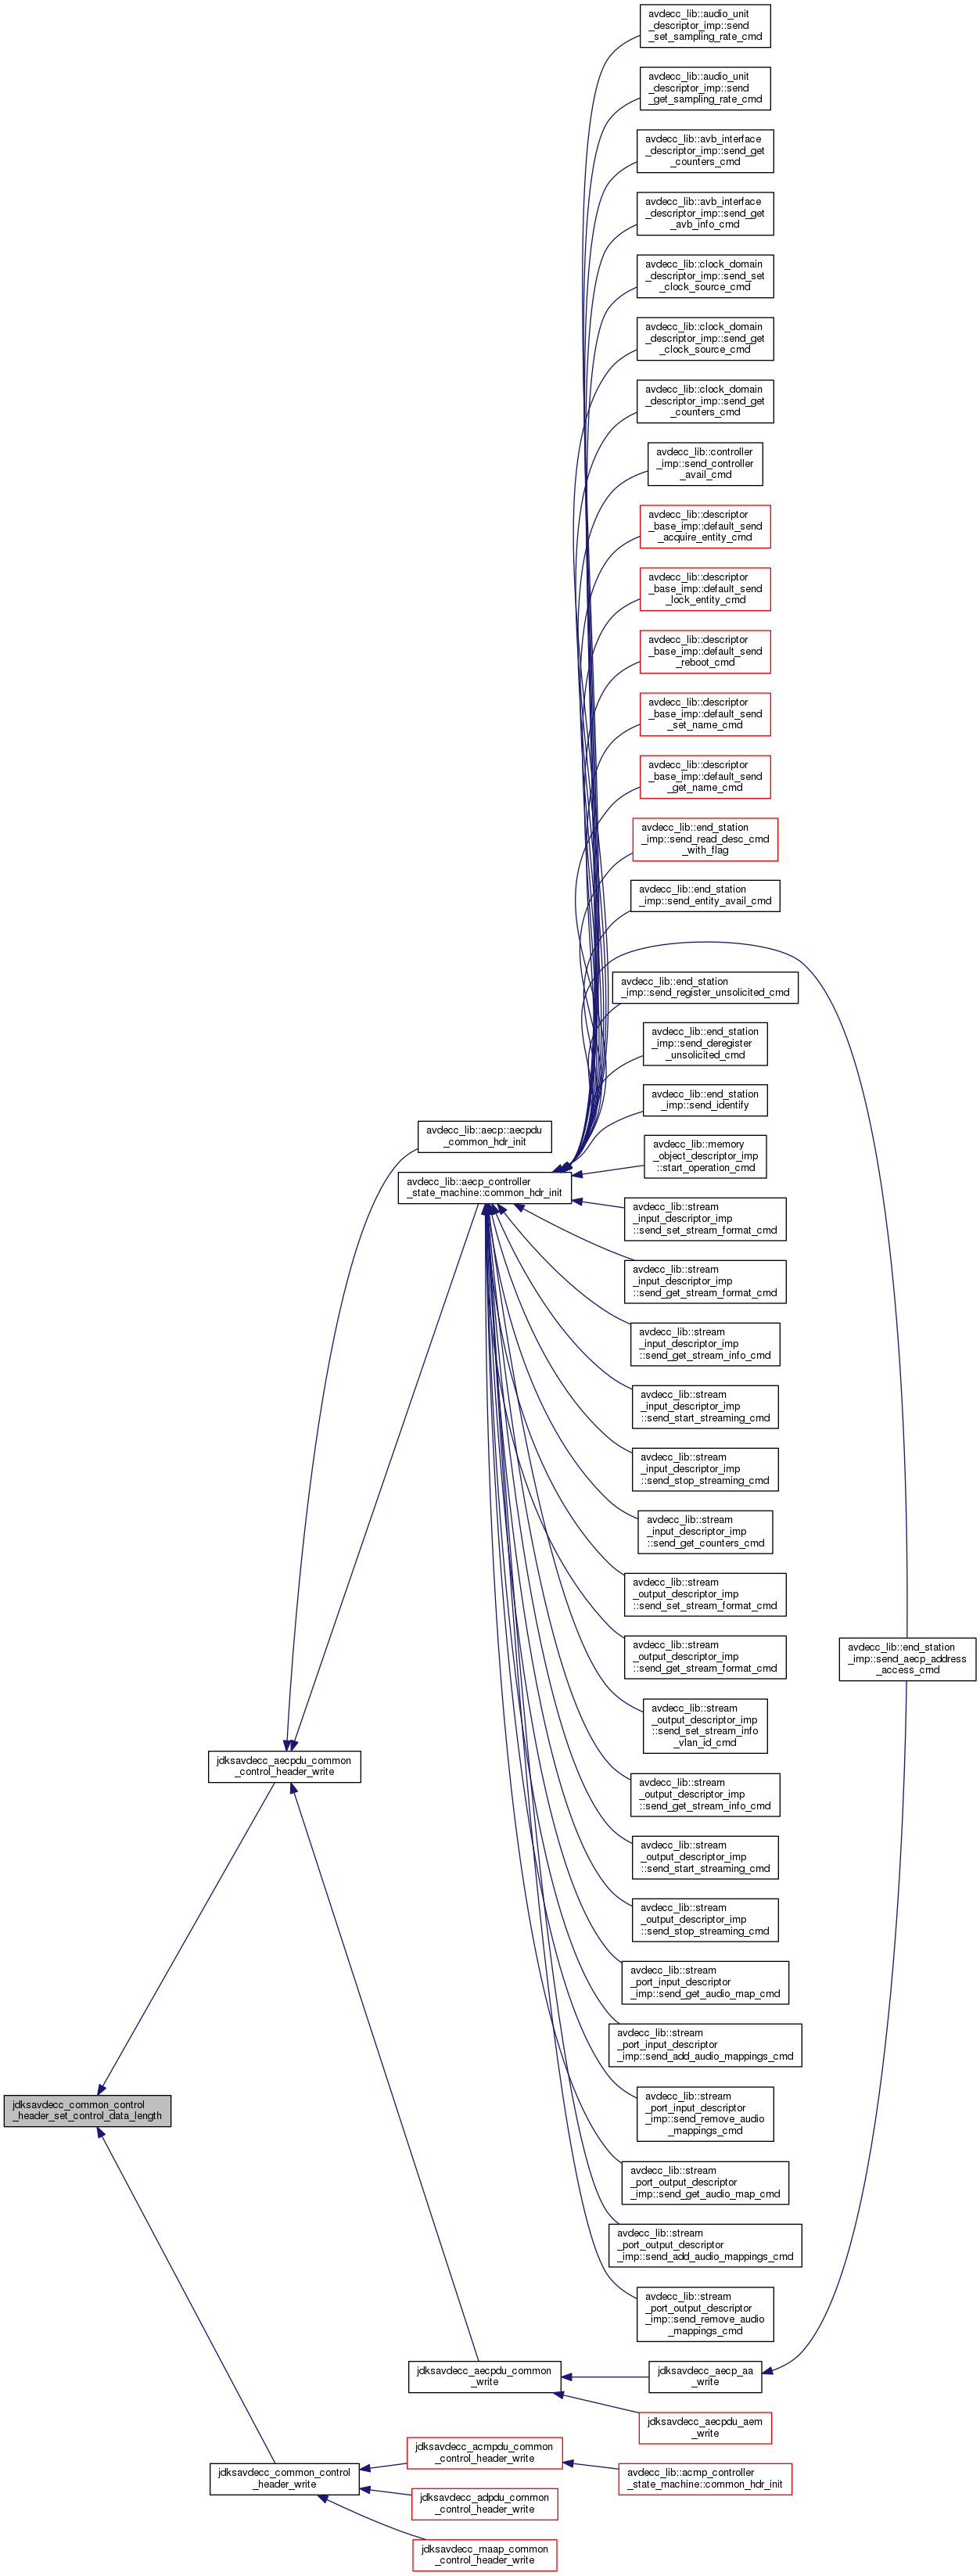 avdecc_lib::audio_unit
_descriptor_imp::send
_set_sampling_rate_cmd
avdecc_lib::audio_unit
_descriptor_imp::send
_get_sampling_rate_cmd
avdecc_lib::avb_interface
_descriptor_imp::send_get
_counters_cmd
avdecc_lib::avb_interface
_descriptor_imp::send_get
_avb_info_cmd
avdecc_lib::clock_domain
_descriptor_imp::send_set
_clock_source_cmd
avdecc_lib::clock_domain
_descriptor_imp::send_get
_clock_source_cmd
avdecc_lib::clock_domain
_descriptor_imp::send_get
_counters_cmd
avdecc_lib::controller
_imp::send_controller
_avail_cmd
avdecc_lib::descriptor
_base_imp::default_send
_acquire_entity_cmd
avdecc_lib::descriptor
_base_imp::default_send
_lock_entity_cmd
avdecc_lib::descriptor
_base_imp::default_send
_reboot_cmd
avdecc_lib::descriptor
_base_imp::default_send
_set_name_cmd
avdecc_lib::descriptor
_base_imp::default_send
_get_name_cmd
avdecc_lib::end_station
_imp::send_read_desc_cmd
_with_flag
avdecc_lib::end_station
_imp::send_entity_avail_cmd
avdecc_lib::end_station
_imp::send_register_unsolicited_cmd
avdecc_lib::end_station
_imp::send_deregister
_unsolicited_cmd
avdecc_lib::end_station
_imp::send_identify
avdecc_lib::aecp::aecpdu
_common_hdr_init
avdecc_lib::memory
_object_descriptor_imp
::start_operation_cmd
avdecc_lib::aecp_controller
_state_machine::common_hdr_init
avdecc_lib::stream
_input_descriptor_imp
::send_set_stream_format_cmd
avdecc_lib::stream
_input_descriptor_imp
::send_get_stream_format_cmd
avdecc_lib::stream
_input_descriptor_imp
::send_get_stream_info_cmd
avdecc_lib::stream
_input_descriptor_imp
::send_start_streaming_cmd
avdecc_lib::stream
_input_descriptor_imp
::send_stop_streaming_cmd
avdecc_lib::stream
_input_descriptor_imp
::send_get_counters_cmd
avdecc_lib::stream
_output_descriptor_imp
::send_set_stream_format_cmd
avdecc_lib::stream
_output_descriptor_imp
::send_get_stream_format_cmd
avdecc_lib::end_station
_imp::send_aecp_address
_access_cmd
avdecc_lib::stream
_output_descriptor_imp
::send_set_stream_info
_vlan_id_cmd
jdksavdecc_aecpdu_common
_control_header_write
avdecc_lib::stream
_output_descriptor_imp
::send_get_stream_info_cmd
avdecc_lib::stream
_output_descriptor_imp
::send_start_streaming_cmd
avdecc_lib::stream
_output_descriptor_imp
::send_stop_streaming_cmd
avdecc_lib::stream
_port_input_descriptor
_imp::send_get_audio_map_cmd
avdecc_lib::stream
_port_input_descriptor
_imp::send_add_audio_mappings_cmd
jdksavdecc_common_control
_header_set_control_data_length
avdecc_lib::stream
_port_input_descriptor
_imp::send_remove_audio
_mappings_cmd
avdecc_lib::stream
_port_output_descriptor
_imp::send_get_audio_map_cmd
avdecc_lib::stream
_port_output_descriptor
_imp::send_add_audio_mappings_cmd
avdecc_lib::stream
_port_output_descriptor
_imp::send_remove_audio
_mappings_cmd
jdksavdecc_aecpdu_common
_write
jdksavdecc_aecp_aa
_write
jdksavdecc_aecpdu_aem
_write
jdksavdecc_common_control
_header_write
jdksavdecc_acmpdu_common
_control_header_write
avdecc_lib::acmp_controller
_state_machine::common_hdr_init
jdksavdecc_adpdu_common
_control_header_write
jdksavdecc_maap_common
_control_header_write